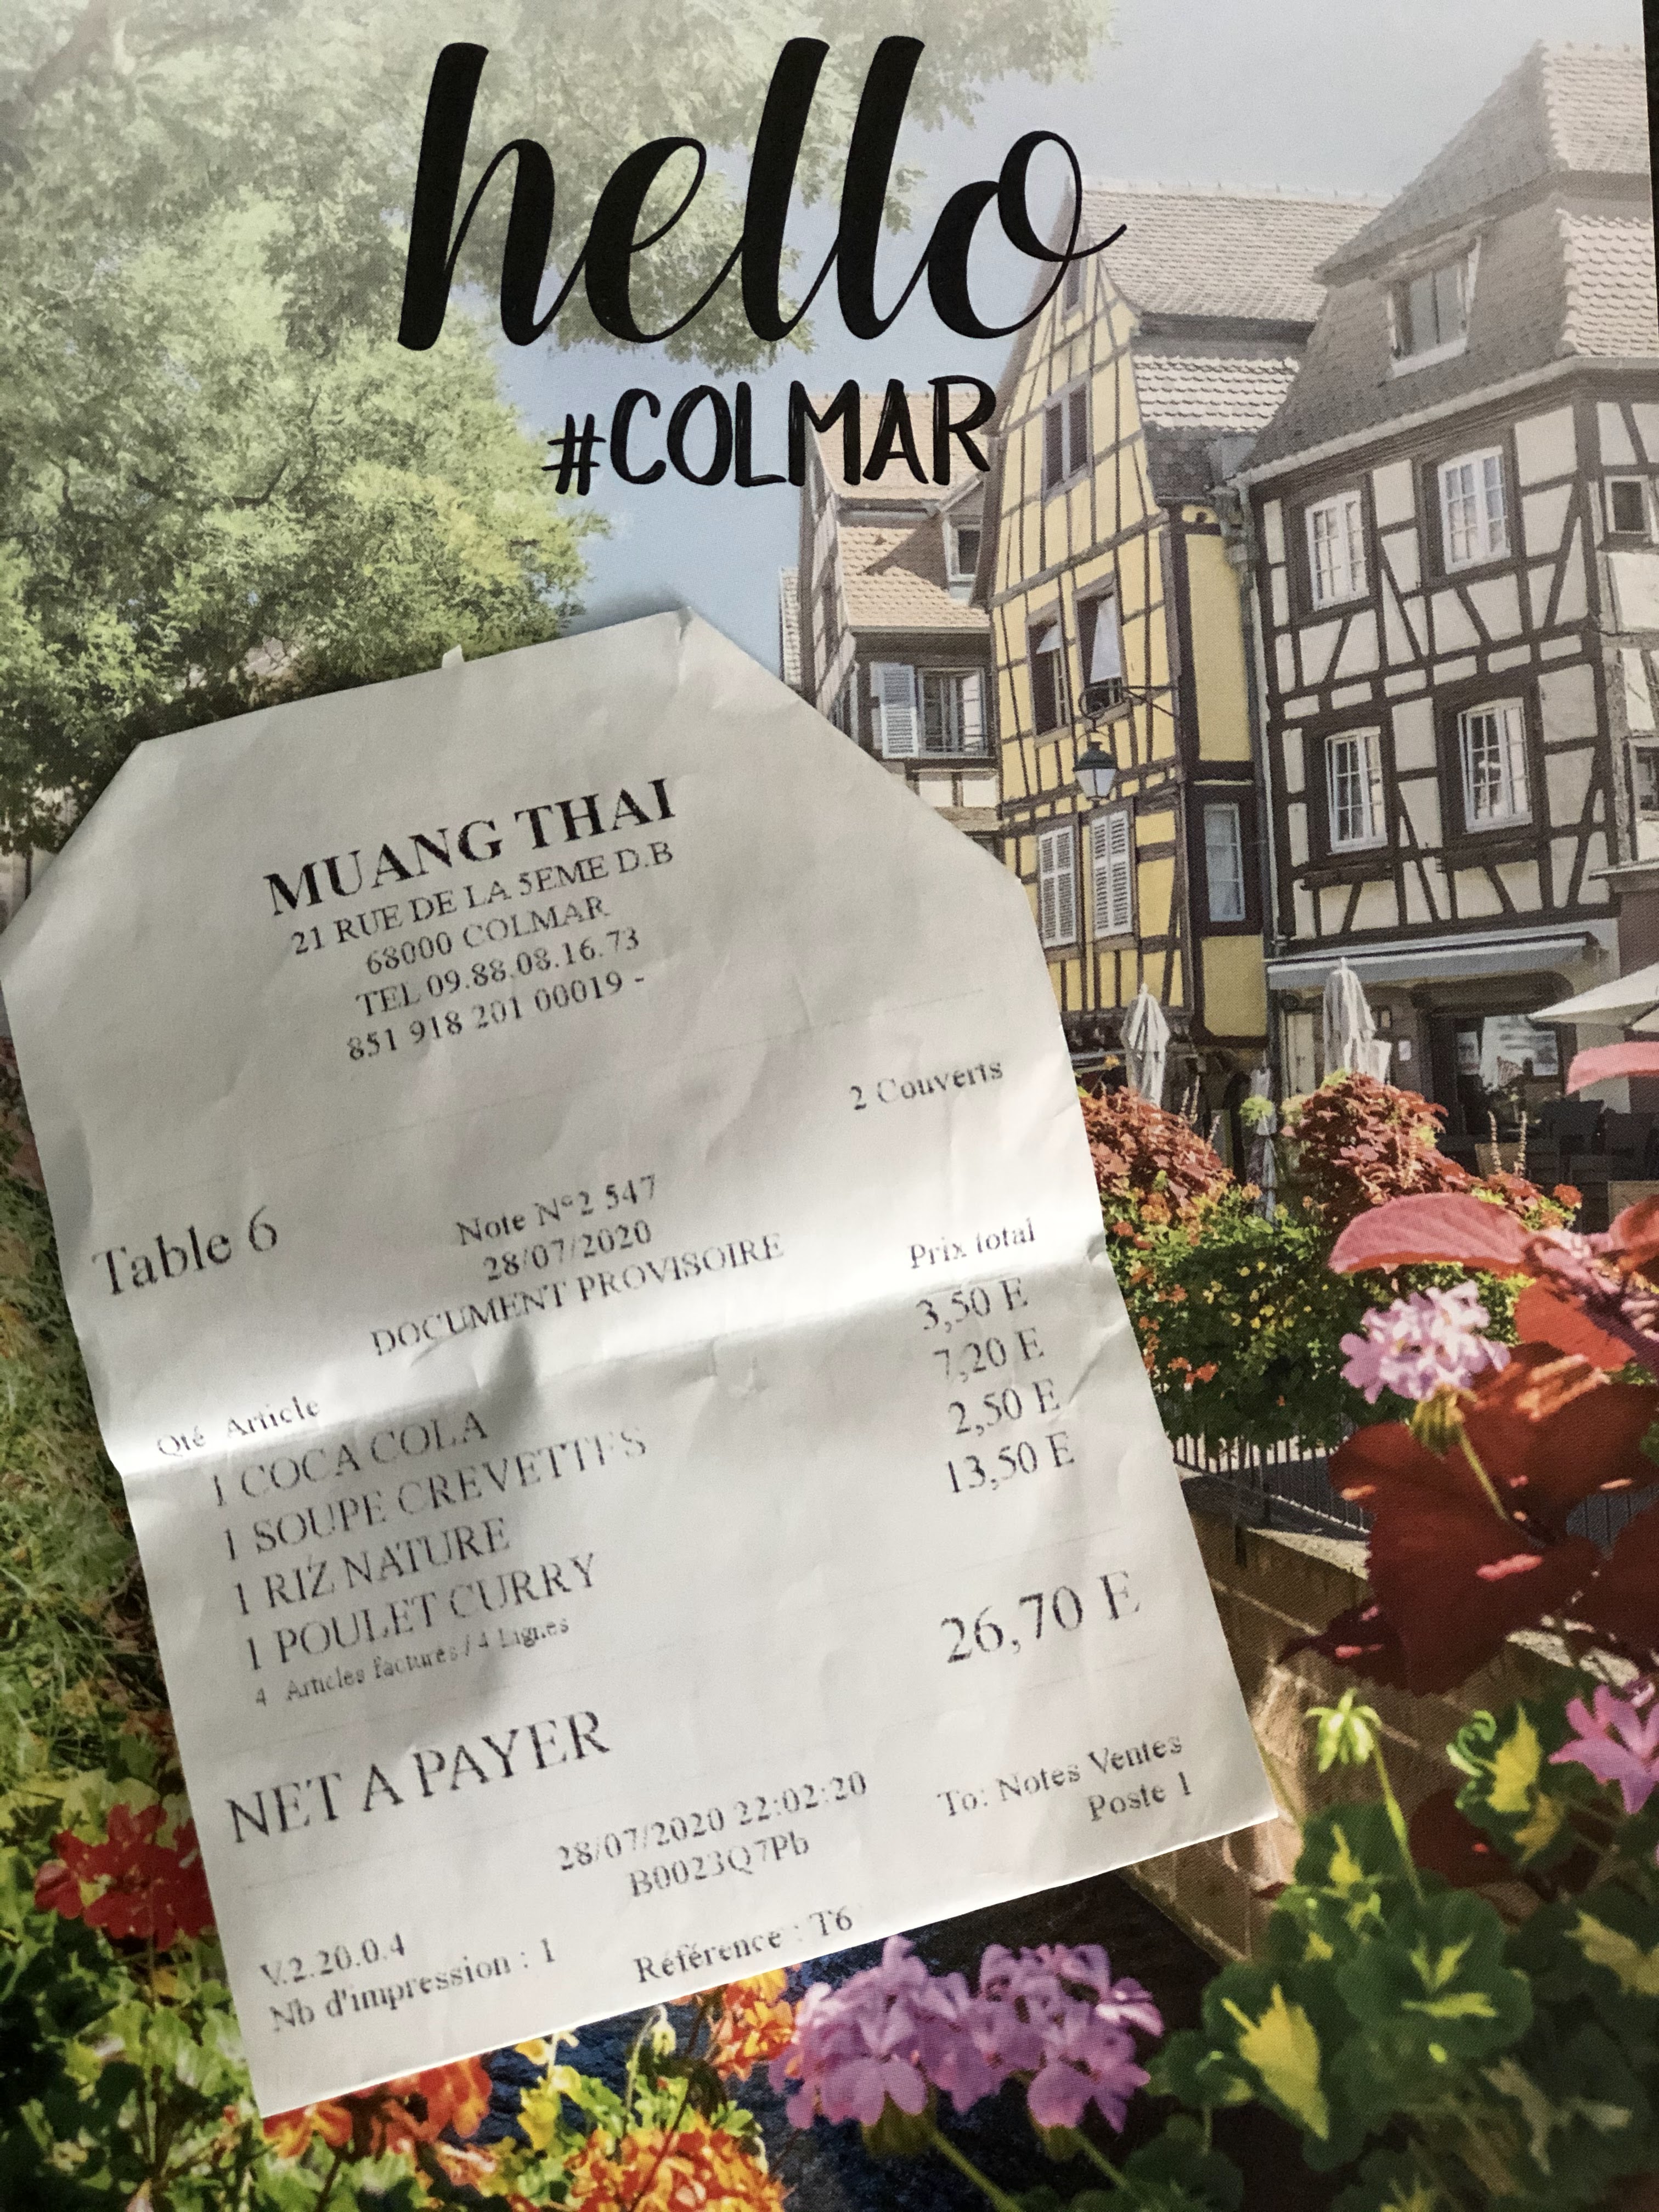 hello
#COLMAR
MUANG THAI
21 RUE DE LA 5EME D.B
68000 COLMAR
TEL 09.88.08.16.73
851 918 201 00019 -
2 Couverts
Table 6
Note N°2 547
28/07/2020
DOCUMENT PROVISOIRE
Qté Article Prix total
1 COCA COLA 3,50 E
1 SOUPE CREVETTES 7,20 E
1 RIZ NATURE 2,50 E
1 POULET CURRY 13,50 E
4 Articles facturés / 4 Lignes
NET A PAYER 26,70 E
28/07/2020 22:02:20 To: Notes Ventes
B0023Q7Pb Poste 1
V.2.20.0.4
Nb d'impression : 1 Référence : T6